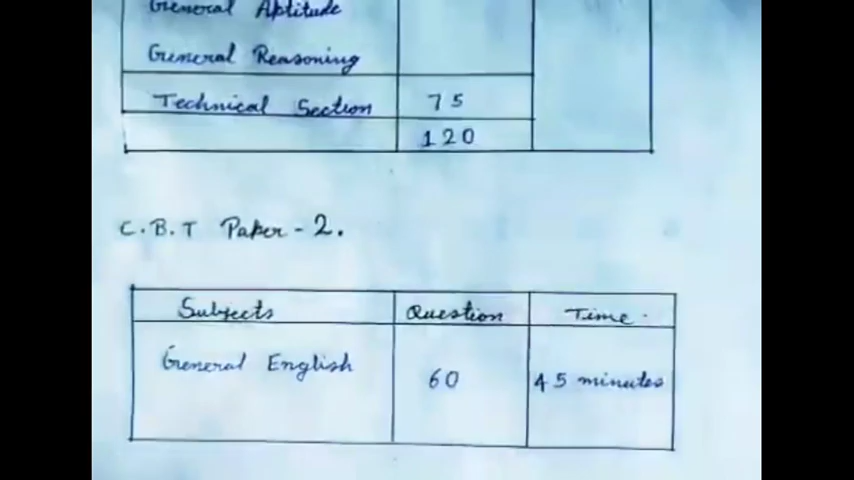 General Aptitude
General Reasoning
Technical Section 75
120
C.B.T Paper - 2.
Subjects Question Time
General English 60 45 minutes